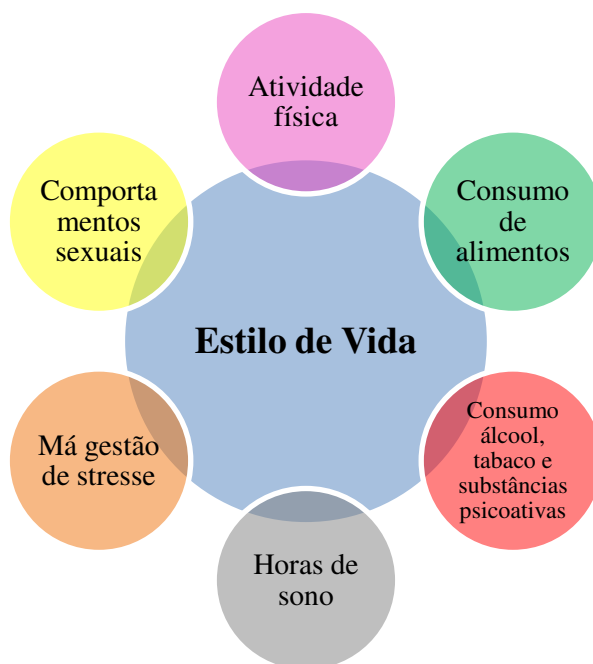 Atividade
física
Comporta
mentos
sexuais
Consumo
de
alimentos
Estilo de Vida
Má gestão
de stresse
Consumo
álcool,
tabaco e
substâncias
psicoativas
Horas de
sono